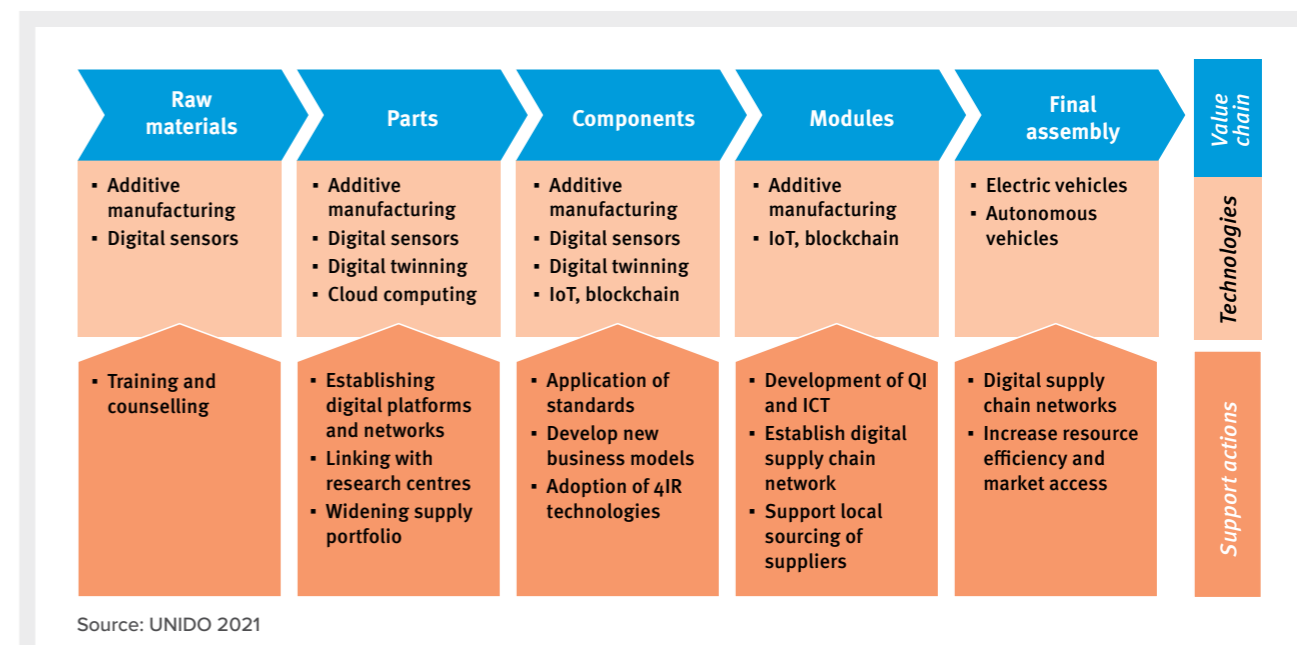 Raw
materials
Parts
Components
Modules
Final
assembly
Value
chain
▪ Additive
manufacturing
▪ Digital sensors
▪ Additive
manufacturing
▪ Digital sensors
▪ Digital twinning
▪ Cloud computing
▪ Additive
manufacturing
▪ Digital sensors
▪ Digital twinning
▪ IoT, blockchain
▪ Additive
manufacturing
▪ IoT, blockchain
▪ Electric vehicles
▪ Autonomous
vehicles
Technologies
▪ Training and
counselling
▪ Establishing
digital platforms
and networks
▪ Linking with
research centres
▪ Widening supply
portfolio
▪ Application of
standards
▪ Develop new
business models
▪ Adoption of 4IR
technologies
▪ Development of QI
and ICT
▪ Establish digital
supply chain
network
▪ Support local
sourcing of
suppliers
▪ Digital supply
chain networks
▪ Increase resource
efficiency and
market access
Support actions
Source: UNIDO 2021